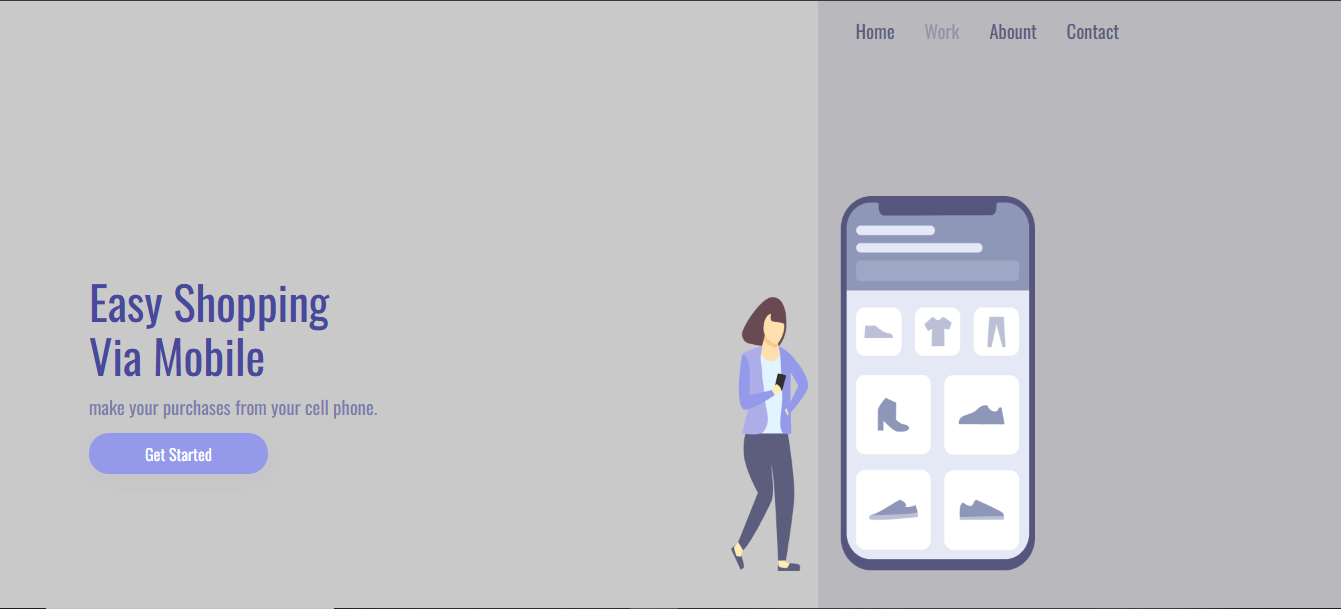 Home Work Abount Contact
Easy Shopping
Via Mobile
make your purchases from your cell phone.
Get Started